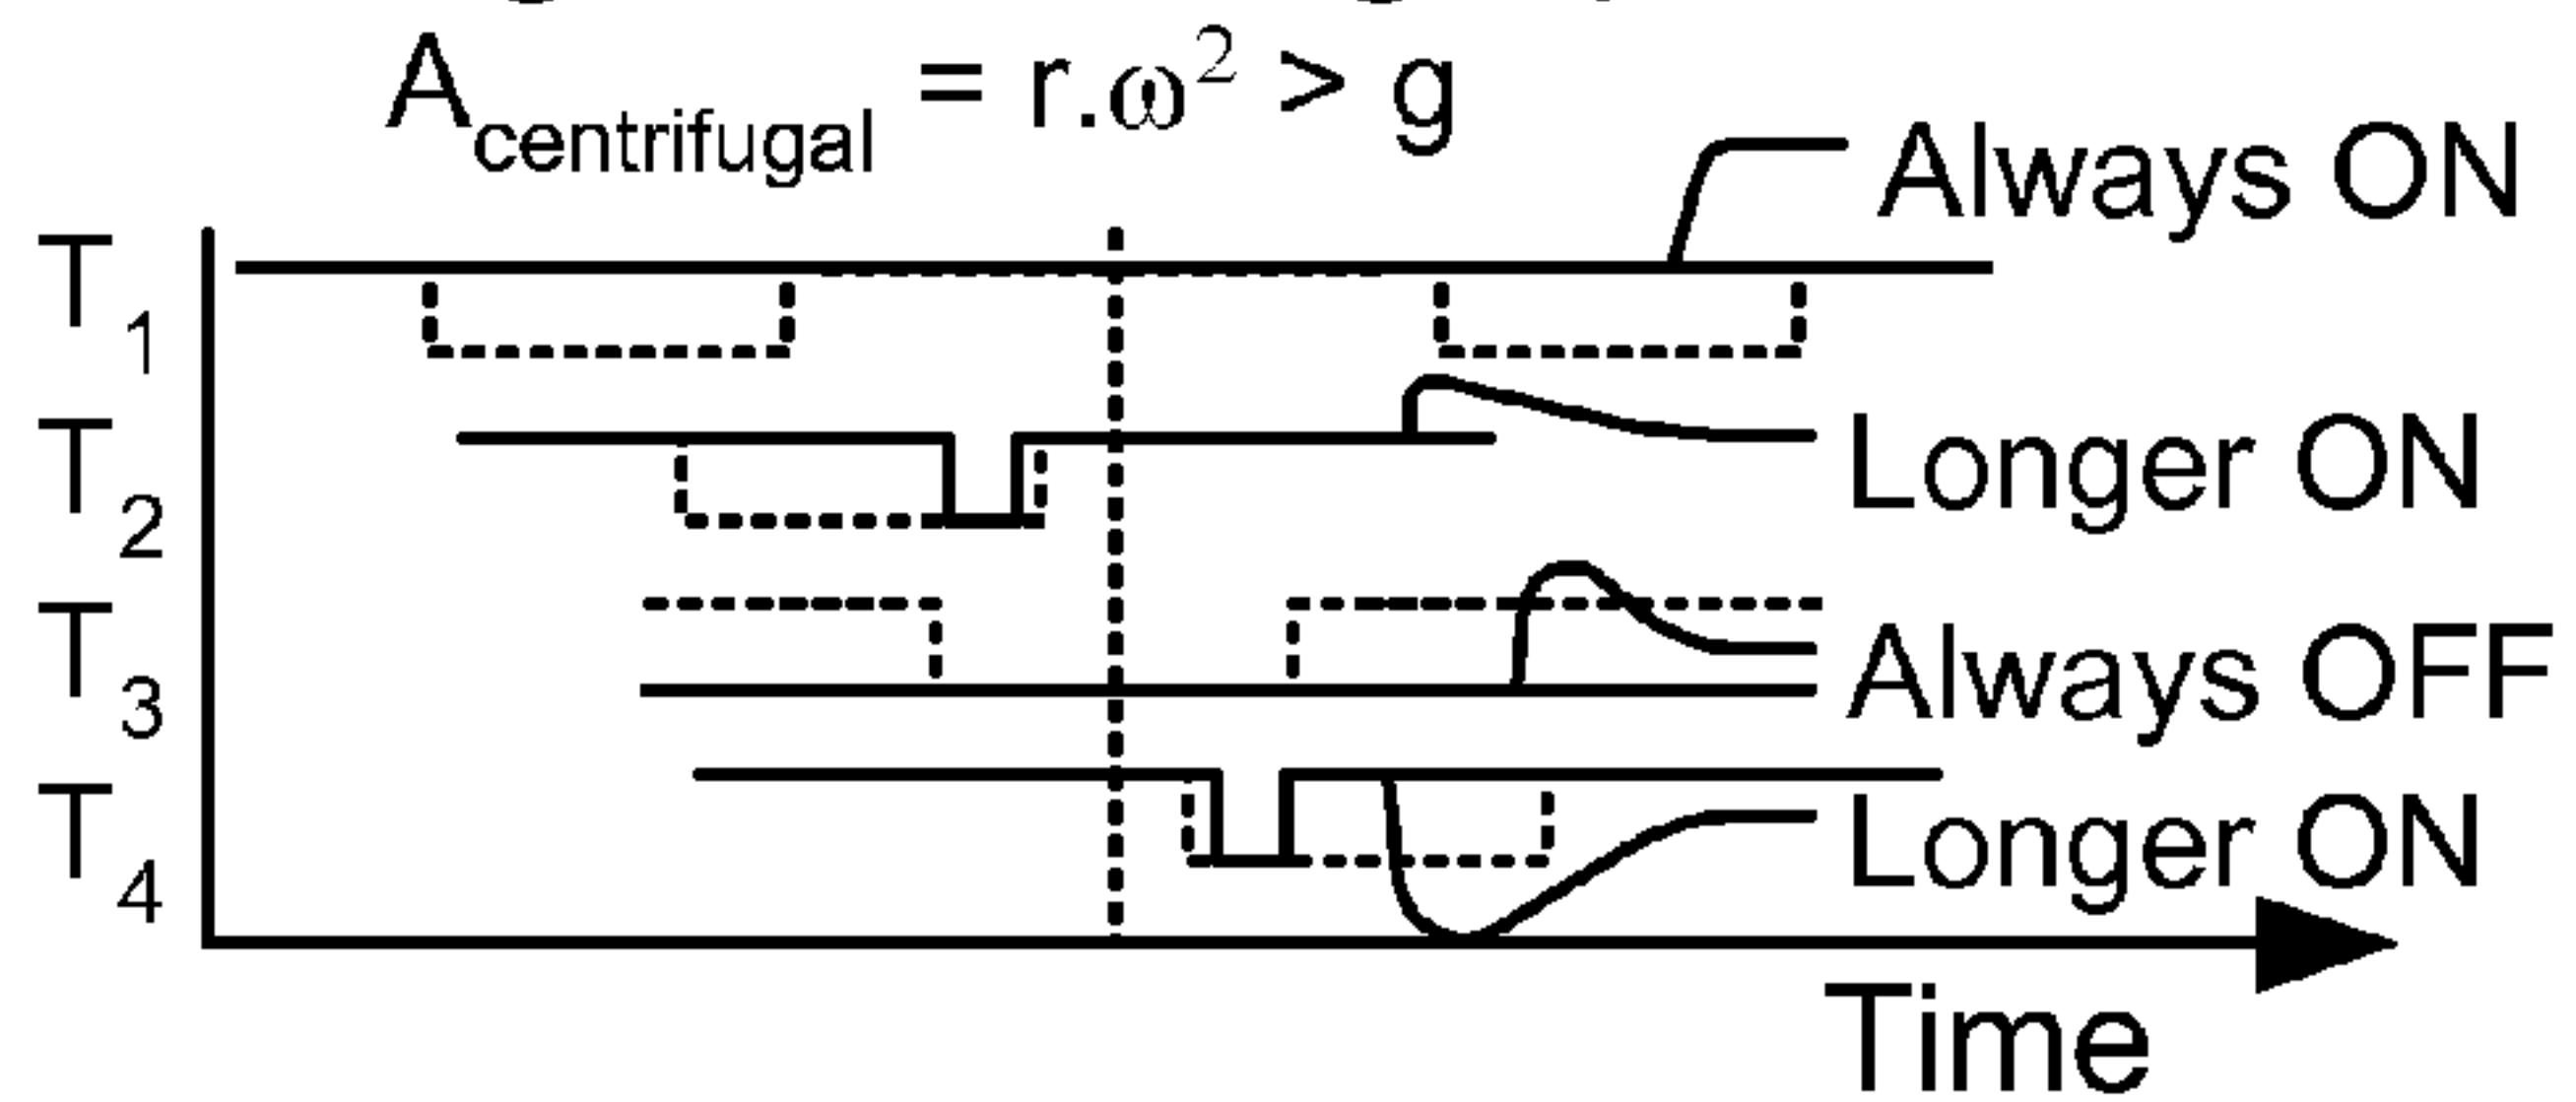 A_centrifugal = r.ω² > g
Always ON
T₁
T₂
Longer ON
T₃
Always OFF
T₄
Longer ON
Time